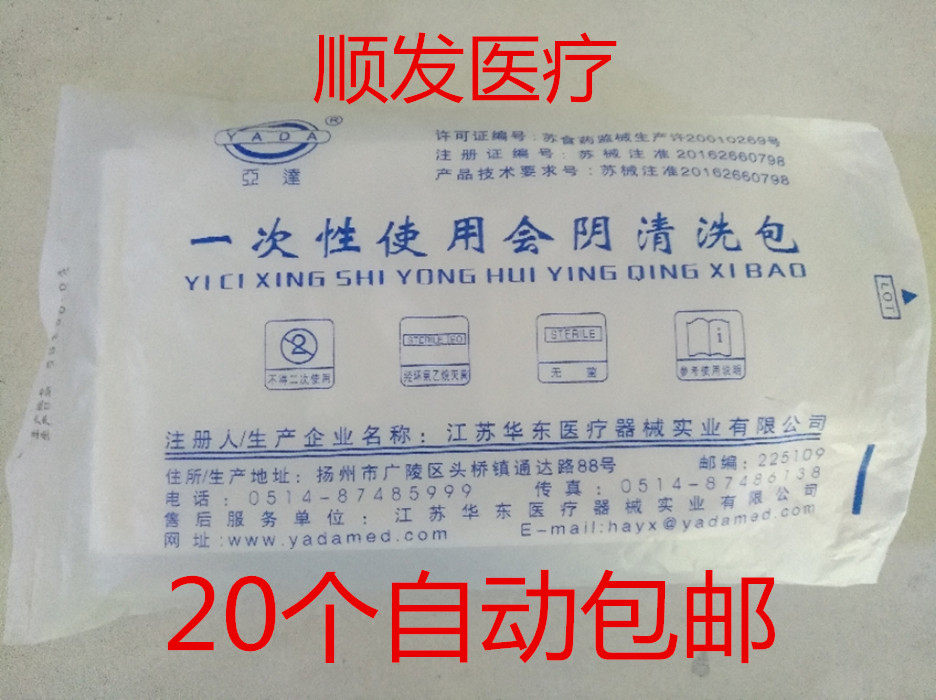 顺发医疗
YADA®
亞達
许可证编号:苏食药监械生产许20010269号
注册证编号:苏械注准20162660798
产品技术要求号:苏械注准20162660798
一次性使用会阴清洗包
YI CI XING SHI YONG HUI YING QING XI BAO
LOT
STERILE EO
STERILE
i
不得二次使用
经环氧乙烷灭菌
无菌
参考使用说明
注册人/生产企业名称:江苏华东医疗器械实业有限公司
住所/生产地址:扬州市广陵区头桥镇通达路88号 邮编:225109
电话:0514-87485999 传真:0514-87486738
售后服务单位:江苏华东医疗器械实业有限公司
网址:www.yadamed.com E-mail:hayx@yadamed.com
20个自动包邮